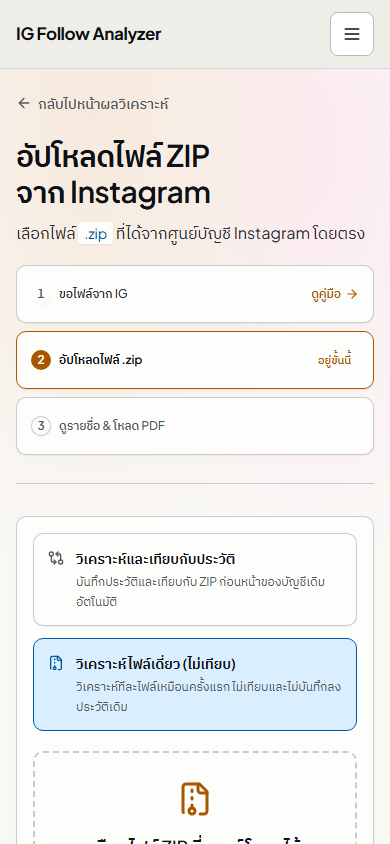 IG Follow Analyzer
กลับไปหน้าผลวิเคราะห์
อัปโหลดไฟล์ ZIP
จาก Instagram
เลือกไฟล์ .zip ที่ได้จากศูนย์บัญชี Instagram โดยตรง
1 ขอไฟล์จาก IG ดูคู่มือ →
2 อัปโหลดไฟล์ .zip อยู่ขั้นนี้
3 ดูรายชื่อ & โหลด PDF
วิเคราะห์และเทียบกับประวัติ
บันทึกประวัติและเทียบกับ ZIP ก่อนหน้าของบัญชีเดิม
อัตโนมัติ
วิเคราะห์ไฟล์เดี่ยว (ไม่เทียบ)
วิเคราะห์ทีละไฟล์เหมือนครั้งแรก ไม่เทียบและไม่บันทึกลง
ประวัติเดิม